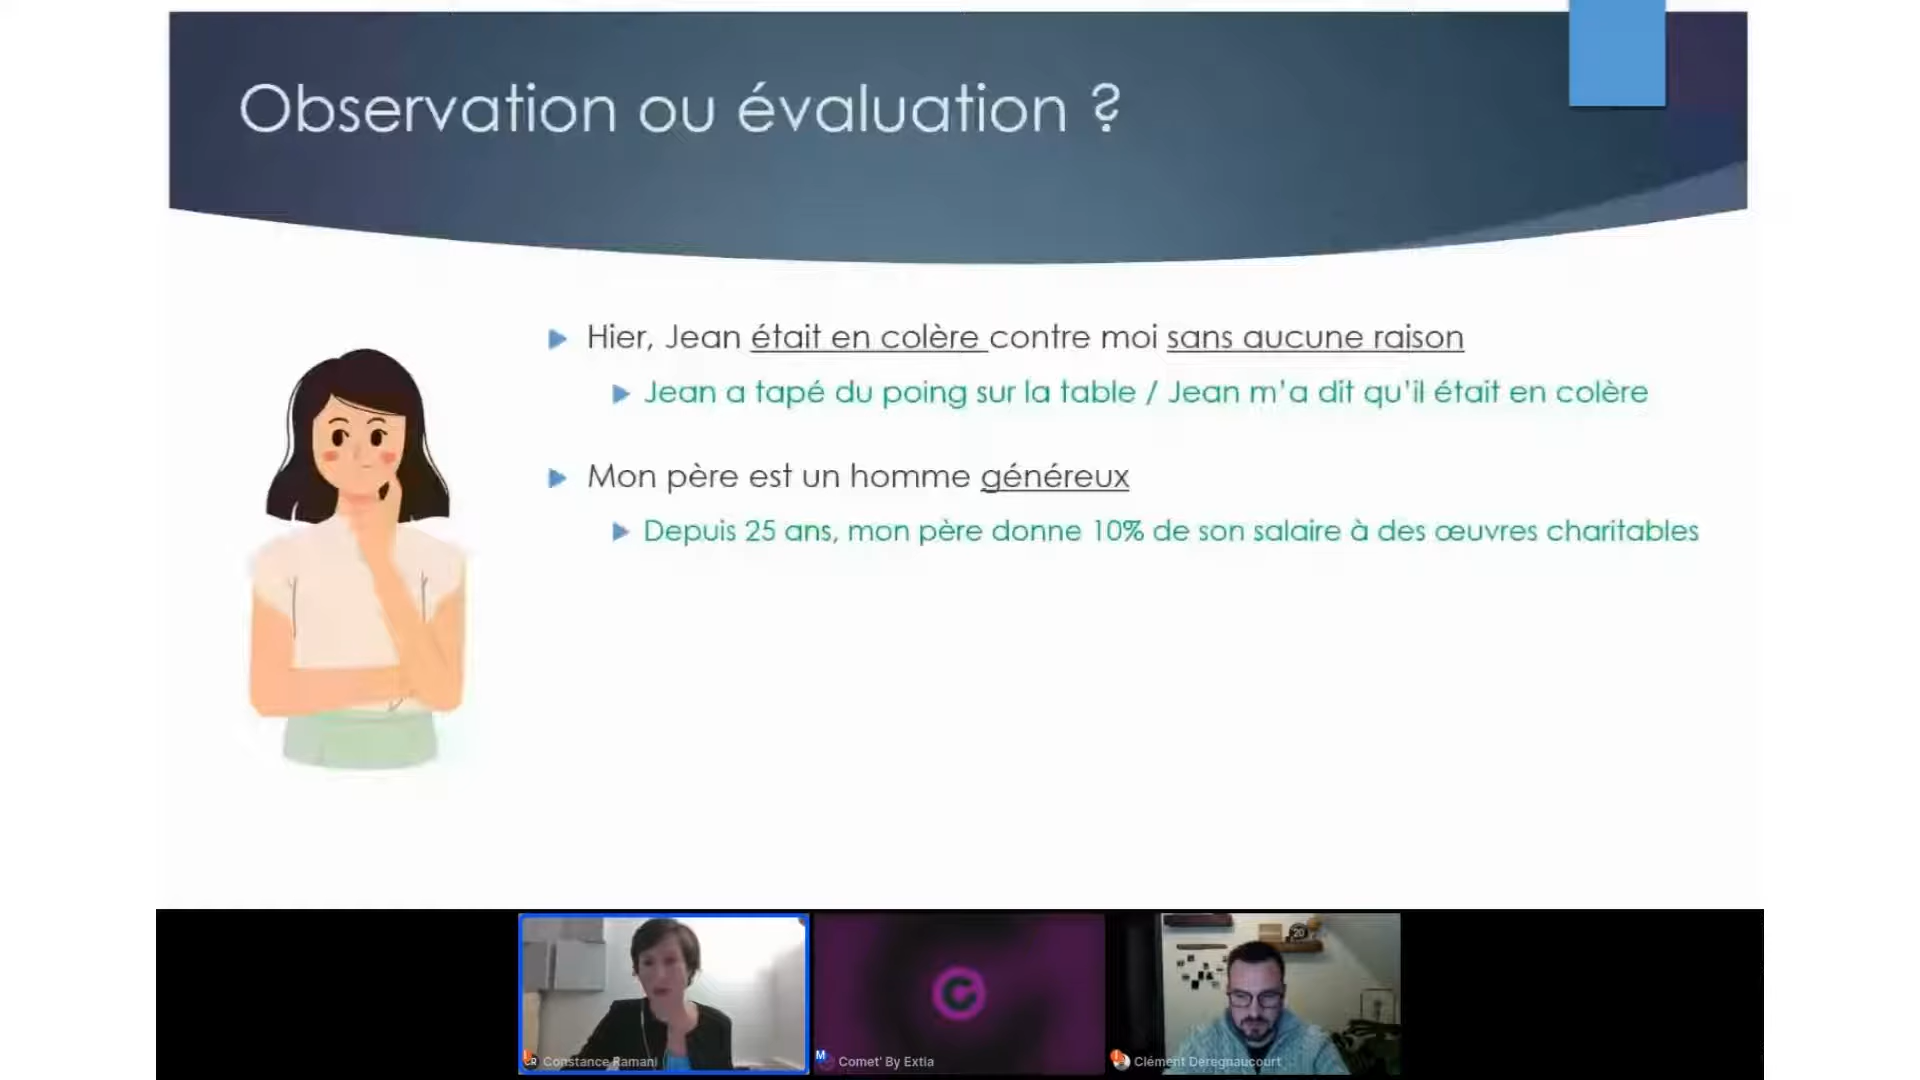 Observation ou évaluation ?
Hier, Jean était en colère contre moi sans aucune raison
Jean a tapé du poing sur la table / Jean m'a dit qu'il était en colère
Mon père est un homme généreux
Depuis 25 ans, mon père donne 10% de son salaire à des œuvres charitables
CR Constance Ramani
M Comet' By Extia
Clément Deregnaucourt
20